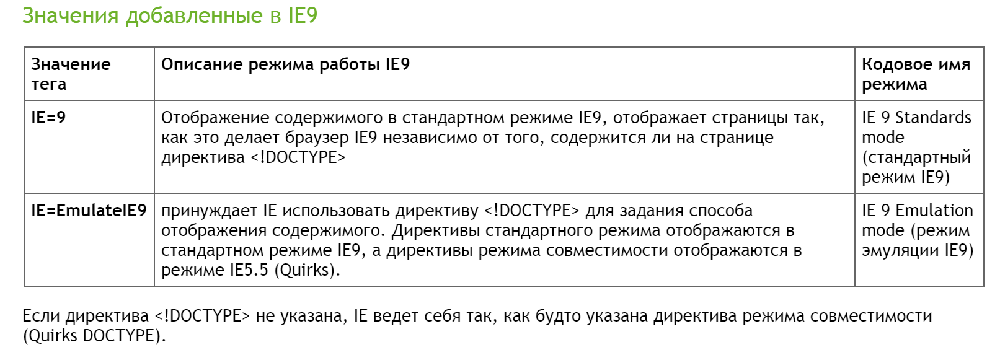 Значения добавленные в IE9
Значение
тега
Описание режима работы IE9
Кодовое имя
режима
IE=9
Отображение содержимого в стандартном режиме IE9, отображает страницы так,
как это делает браузер IE9 независимо от того, содержится ли на странице
директива <!DOCTYPE>
IE 9 Standards
mode
(стандартный
режим IE9)
IE=EmulateIE9
принуждает IE использовать директиву <!DOCTYPE> для задания способа
отображения содержимого. Директивы стандартного режима отображаются в
стандартном режиме IE9, а директивы режима совместимости отображаются в
режиме IE5.5 (Quirks).
IE 9 Emulation
mode (режим
эмуляции IE9)
Если директива <!DOCTYPE> не указана, IE ведет себя так, как будто указана директива режима совместимости
(Quirks DOCTYPE).